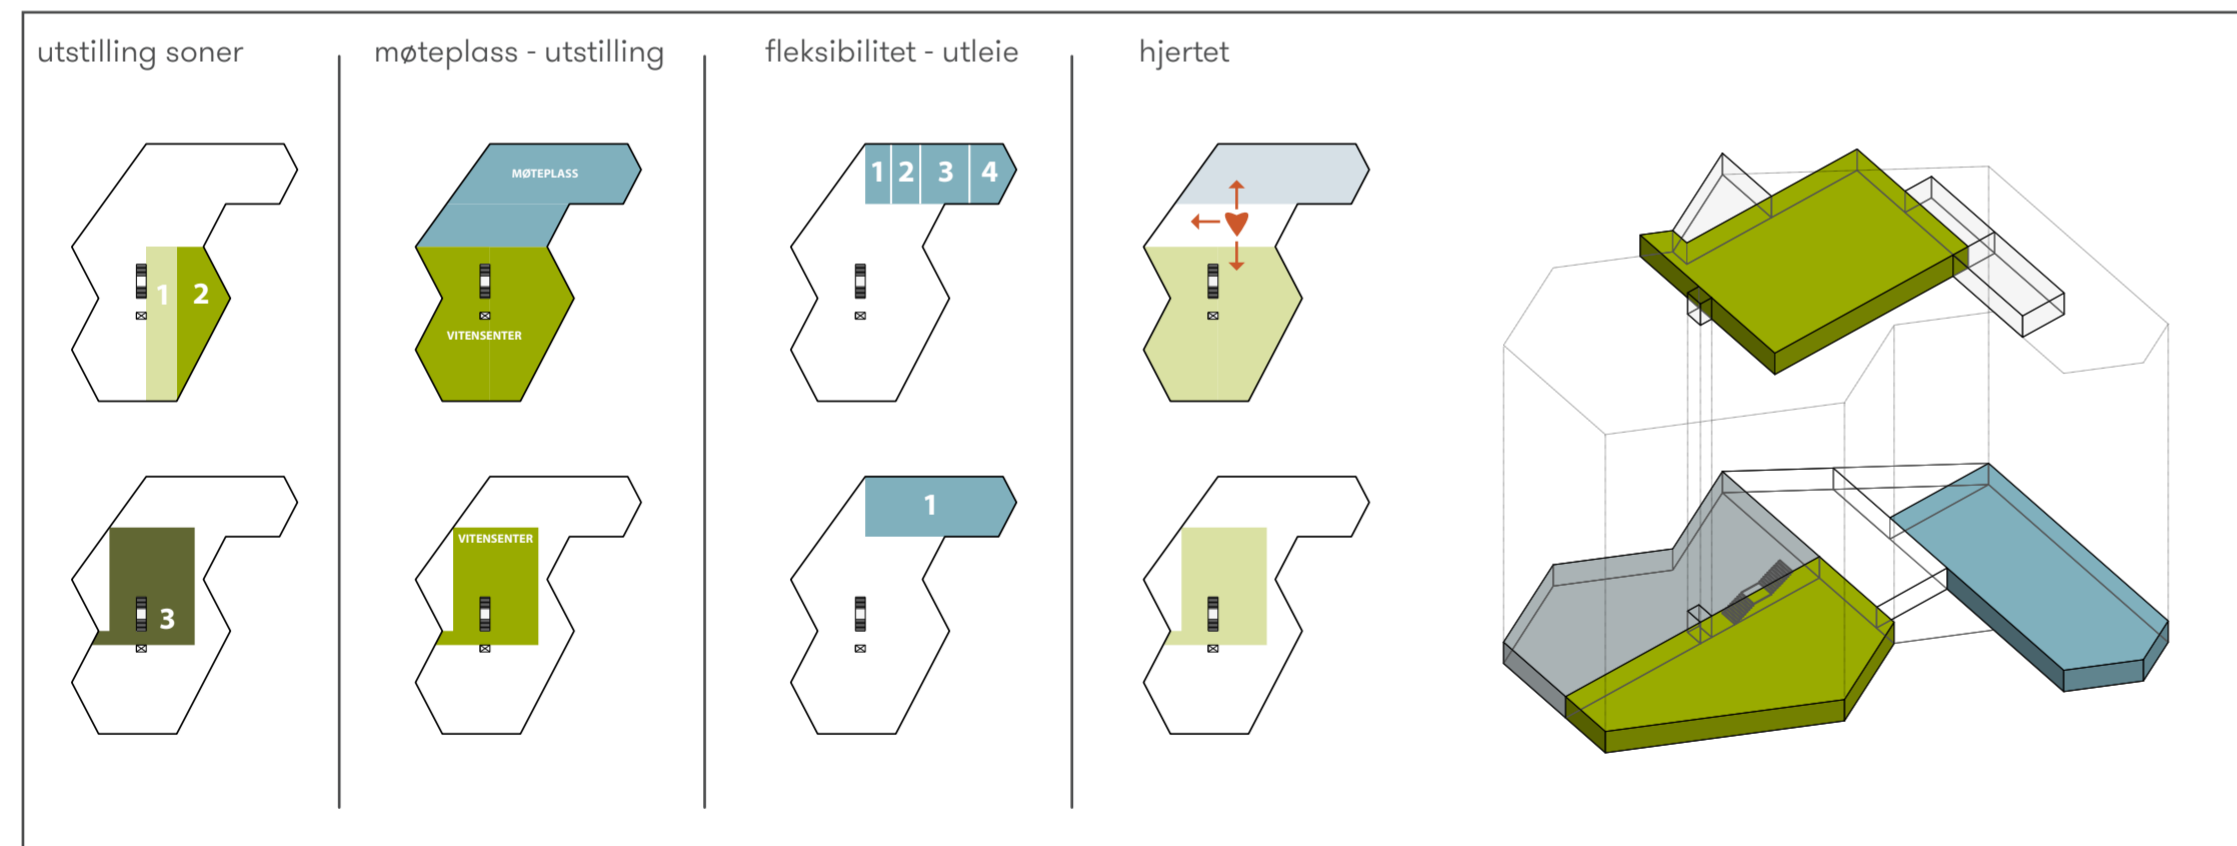 utstilling soner
møteplass - utstilling
fleksibilitet - utleie
hjertet
1 2
MØTEPLASS
VITENSENTER
1 2 3 4
3
VITENSENTER
1